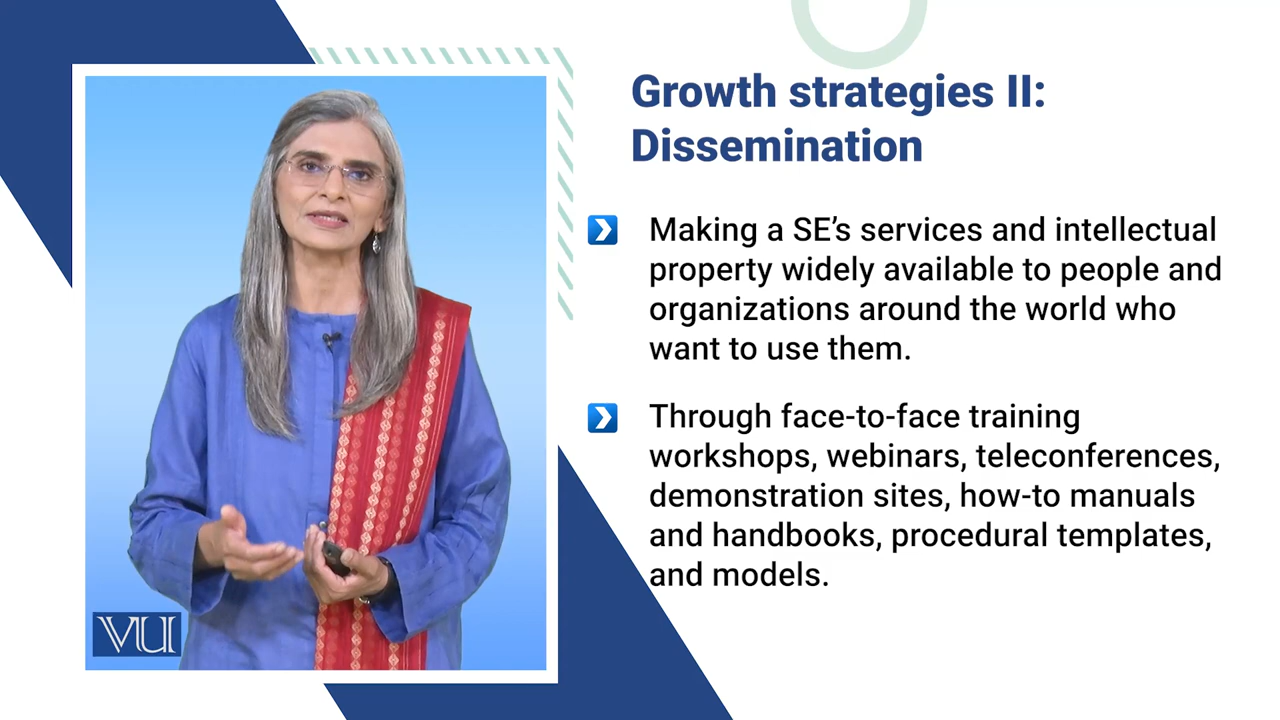 Growth strategies II:
Dissemination
Making a SE’s services and intellectual
property widely available to people and
organizations around the world who
want to use them.
Through face-to-face training
workshops, webinars, teleconferences,
demonstration sites, how-to manuals
and handbooks, procedural templates,
and models.
VU